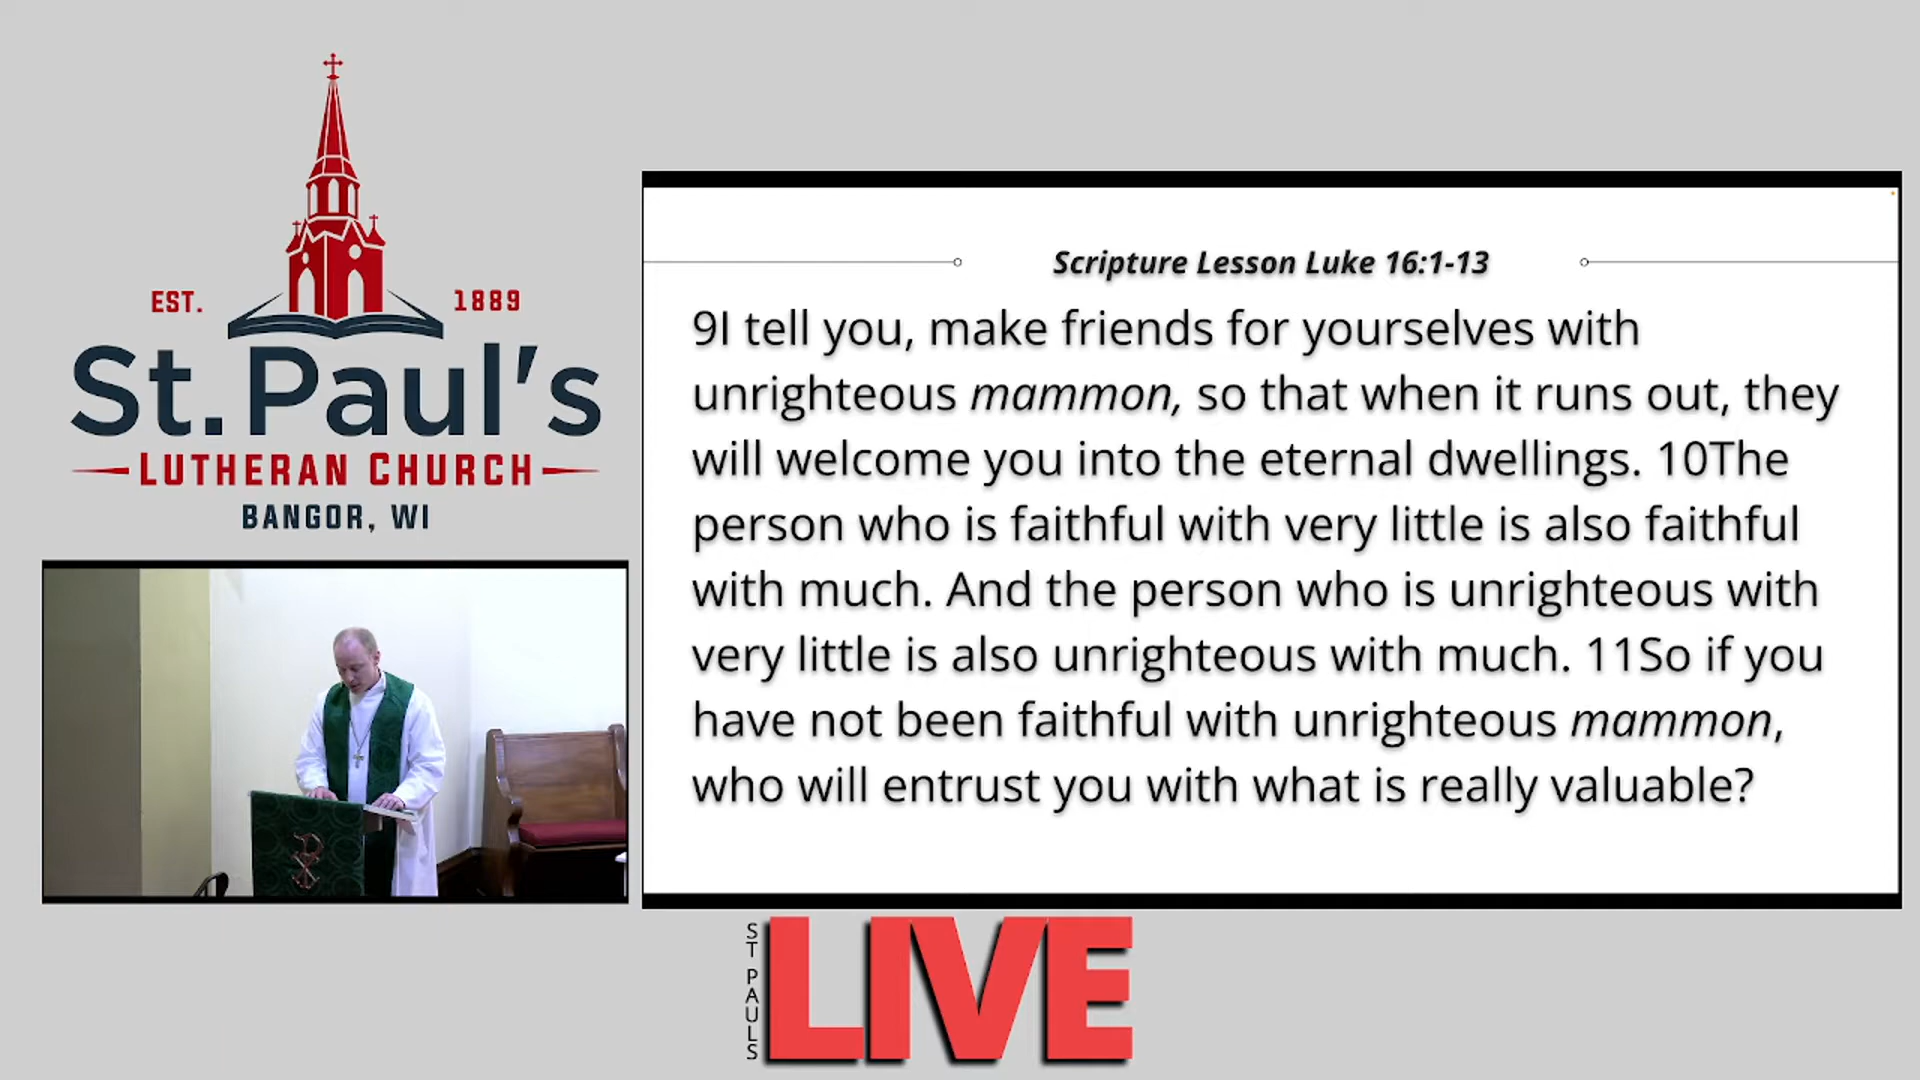 EST. 1889
St. Paul's
LUTHERAN CHURCH
BANGOR, WI
Scripture Lesson Luke 16:1-13
9I tell you, make friends for yourselves with
unrighteous mammon, so that when it runs out, they
will welcome you into the eternal dwellings. 10The
person who is faithful with very little is also faithful
with much. And the person who is unrighteous with
very little is also unrighteous with much. 11So if you
have not been faithful with unrighteous mammon,
who will entrust you with what is really valuable?
ST PAULS
LIVE